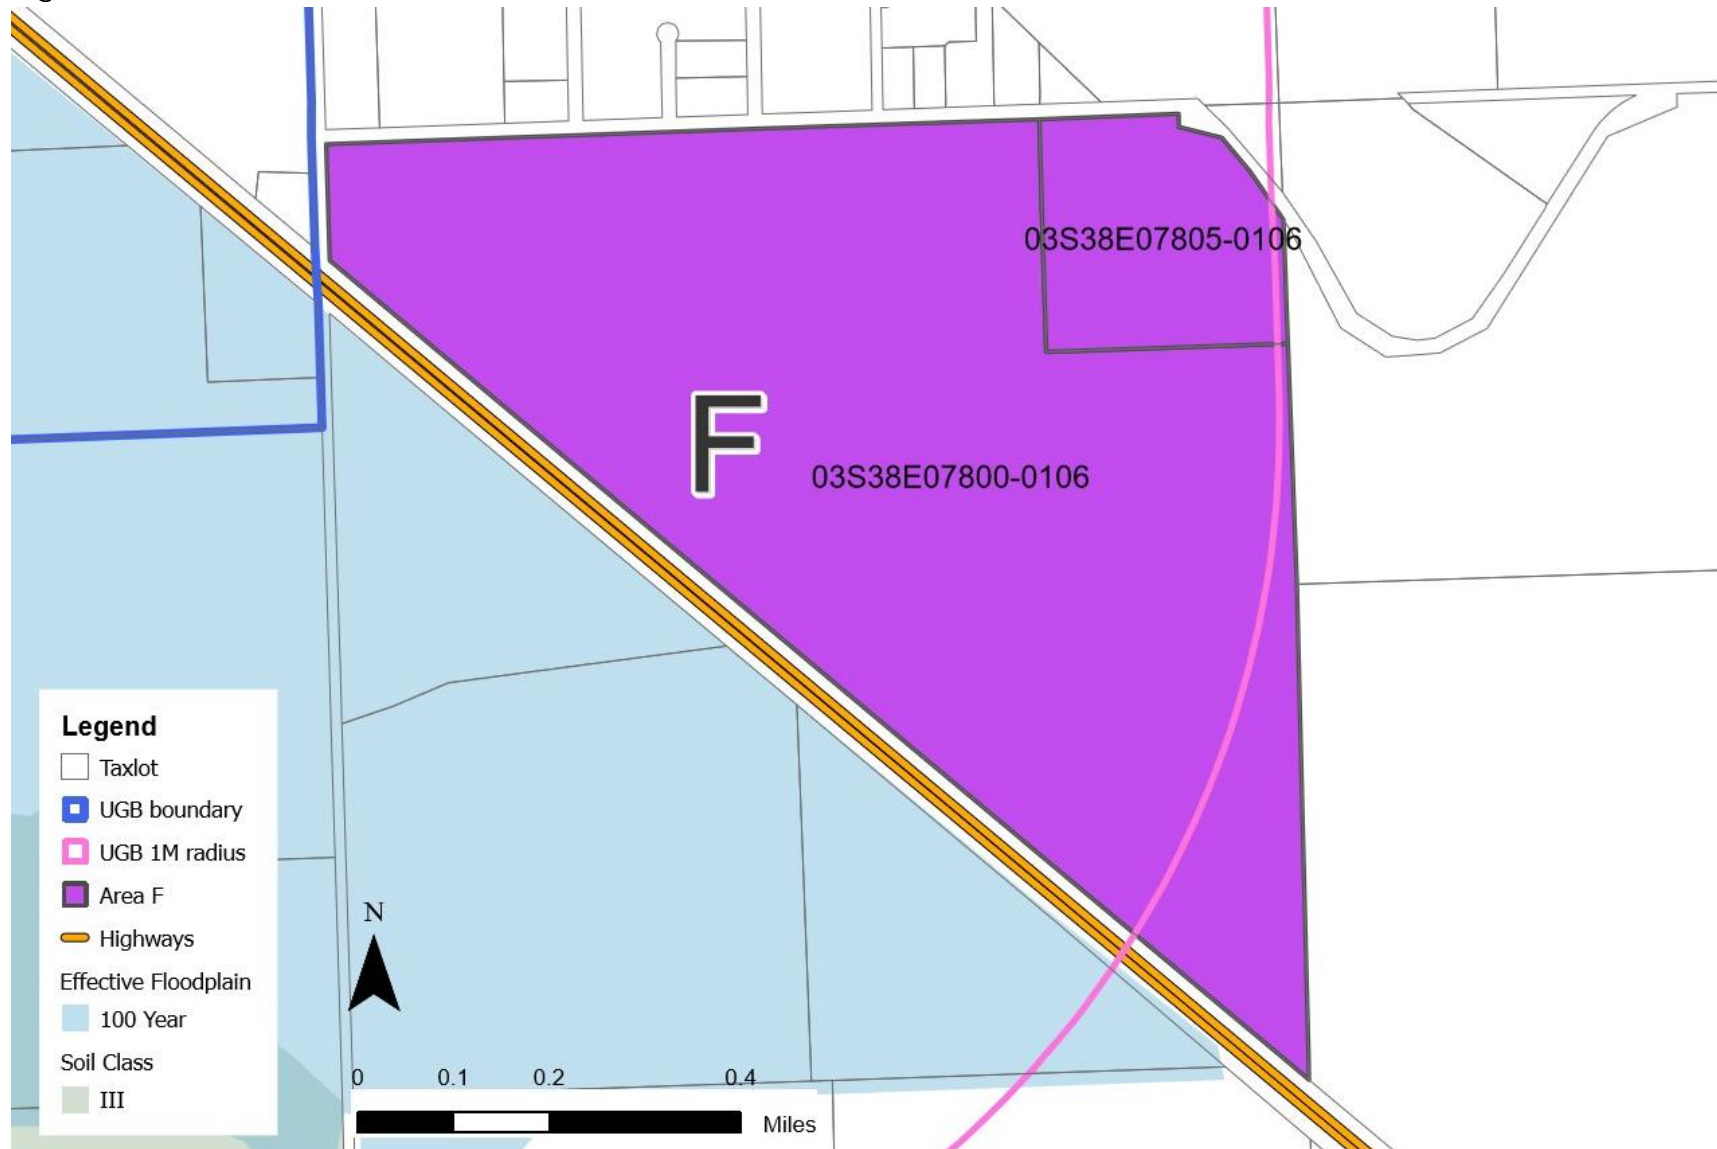 03S38E07805-0106
F
03S38E07800-0106
Legend
Taxlot
UGB boundary
UGB 1M radius
Area F
Highways
Effective Floodplain
100 Year
Soil Class
III
N
0 0.1 0.2 0.4
Miles